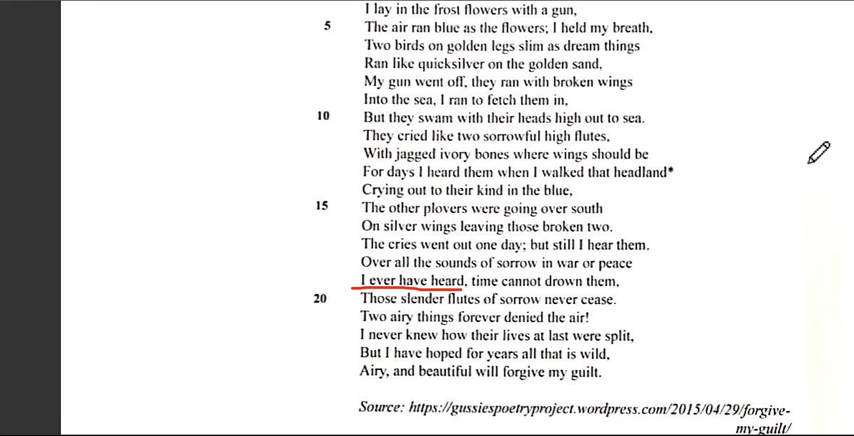 I lay in the frost flowers with a gun,
5 The air ran blue as the flowers; I held my breath,
Two birds on golden legs slim as dream things
Ran like quicksilver on the golden sand,
My gun went off, they ran with broken wings
Into the sea, I ran to fetch them in,
10 But they swam with their heads high out to sea.
They cried like two sorrowful high flutes,
With jagged ivory bones where wings should be
For days I heard them when I walked that headland*
Crying out to their kind in the blue,
15 The other plovers were going over south
On silver wings leaving those broken two.
The cries went out one day; but still I hear them.
Over all the sounds of sorrow in war or peace
I ever have heard, time cannot drown them,
20 Those slender flutes of sorrow never cease.
Two airy things forever denied the air!
I never knew how their lives at last were split,
But I have hoped for years all that is wild,
Airy, and beautiful will forgive my guilt.
Source: https://gussiespoetryproject.wordpress.com/2015/04/29/forgive-
my-guilt/